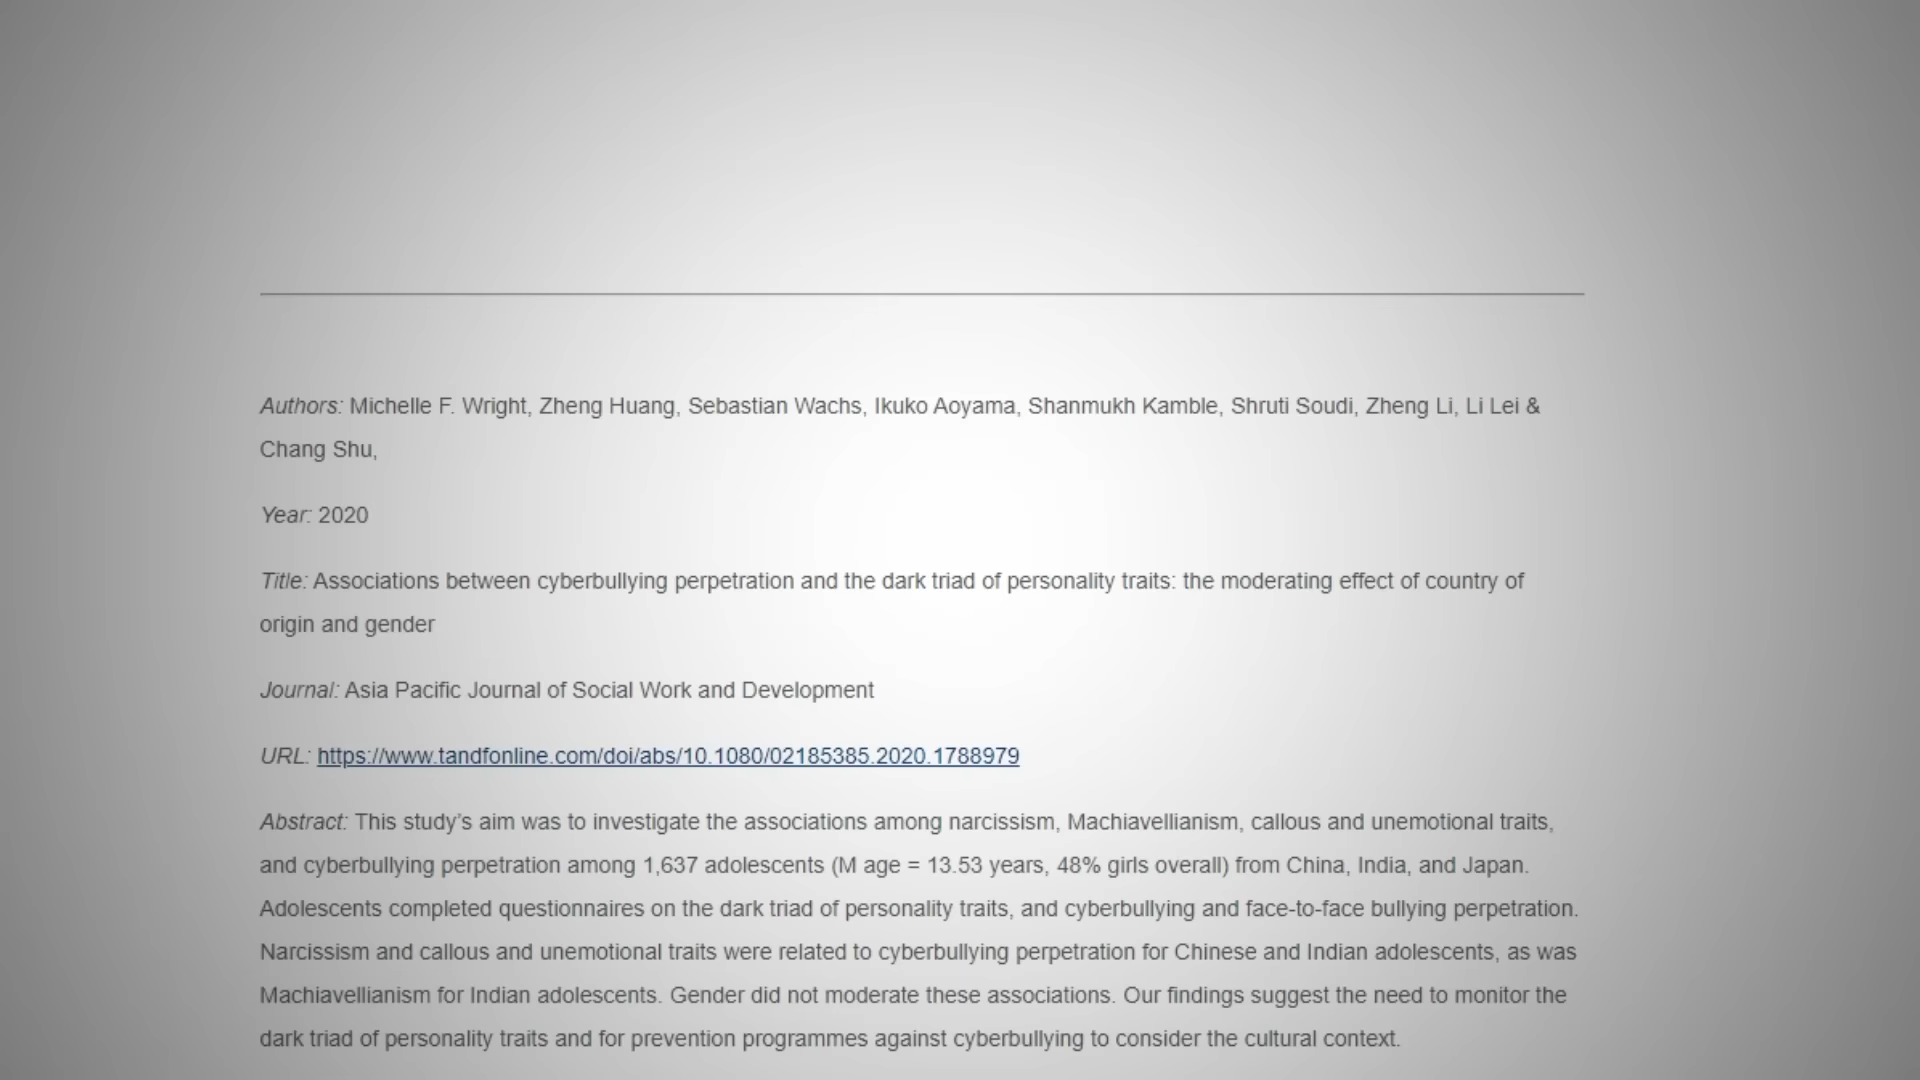 Authors: Michelle F. Wright, Zheng Huang, Sebastian Wachs, Ikuko Aoyama, Shanmukh Kamble, Shruti Soudi, Zheng Li, Li Lei &
Chang Shu,
Year: 2020
Title: Associations between cyberbullying perpetration and the dark triad of personality traits: the moderating effect of country of
origin and gender
Journal: Asia Pacific Journal of Social Work and Development
URL: https://www.tandfonline.com/doi/abs/10.1080/02185385.2020.1788979
Abstract: This study’s aim was to investigate the associations among narcissism, Machiavellianism, callous and unemotional traits,
and cyberbullying perpetration among 1,637 adolescents (M age = 13.53 years, 48% girls overall) from China, India, and Japan.
Adolescents completed questionnaires on the dark triad of personality traits, and cyberbullying and face-to-face bullying perpetration.
Narcissism and callous and unemotional traits were related to cyberbullying perpetration for Chinese and Indian adolescents, as was
Machiavellianism for Indian adolescents. Gender did not moderate these associations. Our findings suggest the need to monitor the
dark triad of personality traits and for prevention programmes against cyberbullying to consider the cultural context.